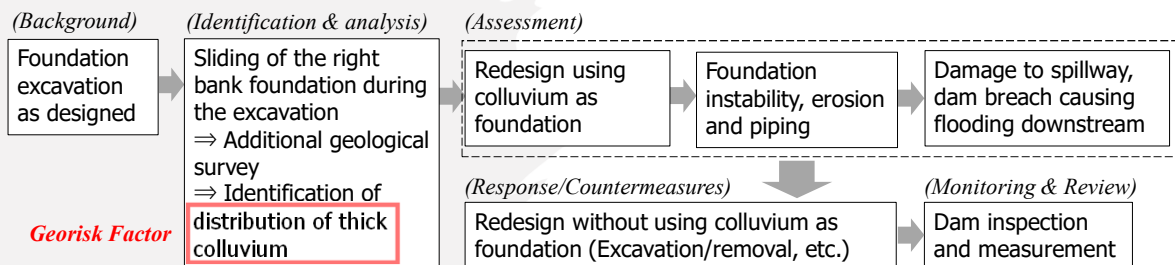 (Background)
Foundation
excavation
as designed
(Identification & analysis)
Sliding of the right
bank foundation during
the excavation
⇒ Additional geological
survey
⇒ Identification of
distribution of thick
colluvium
Georisk Factor
(Assessment)
Redesign using
colluvium as
foundation
Foundation
instability, erosion
and piping
Damage to spillway,
dam breach causing
flooding downstream
(Response/Countermeasures)
Redesign without using colluvium as
foundation (Excavation/removal, etc.)
(Monitoring & Review)
Dam inspection
and measurement